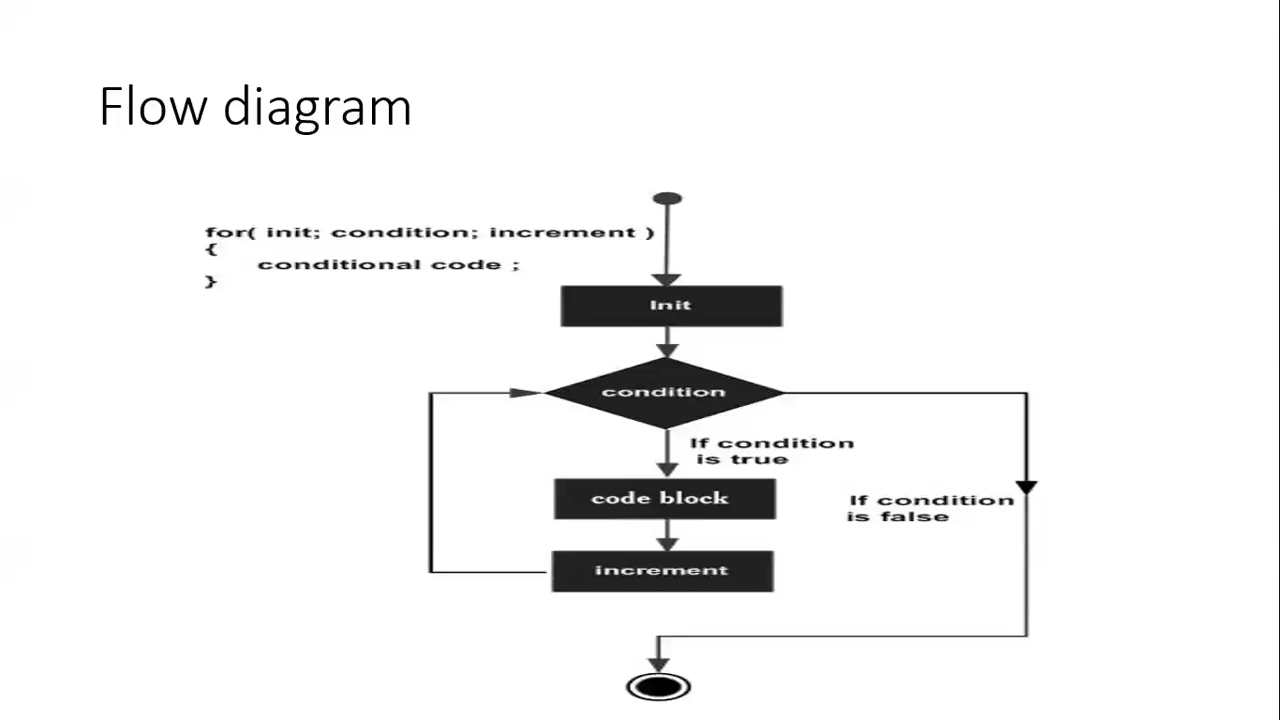 Flow diagram
for( init; condition; increment )
{
conditional code ;
}
Init
condition
If condition
is true
code block
If condition
is false
increment